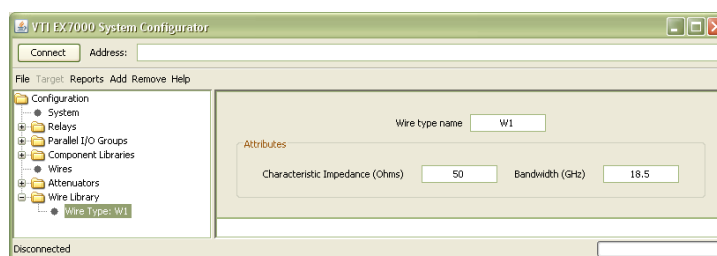 VTI EX7000 System Configurator
Connect Address:
File Target Reports Add Remove Help
Configuration
System
Relays
Parallel I/O Groups
Component Libraries
Wires
Attenuators
Wire Library
Wire Type: W1
Wire type name W1
Attributes
Characteristic Impedance (Ohms) 50 Bandwidth (GHz) 18.5
Disconnected